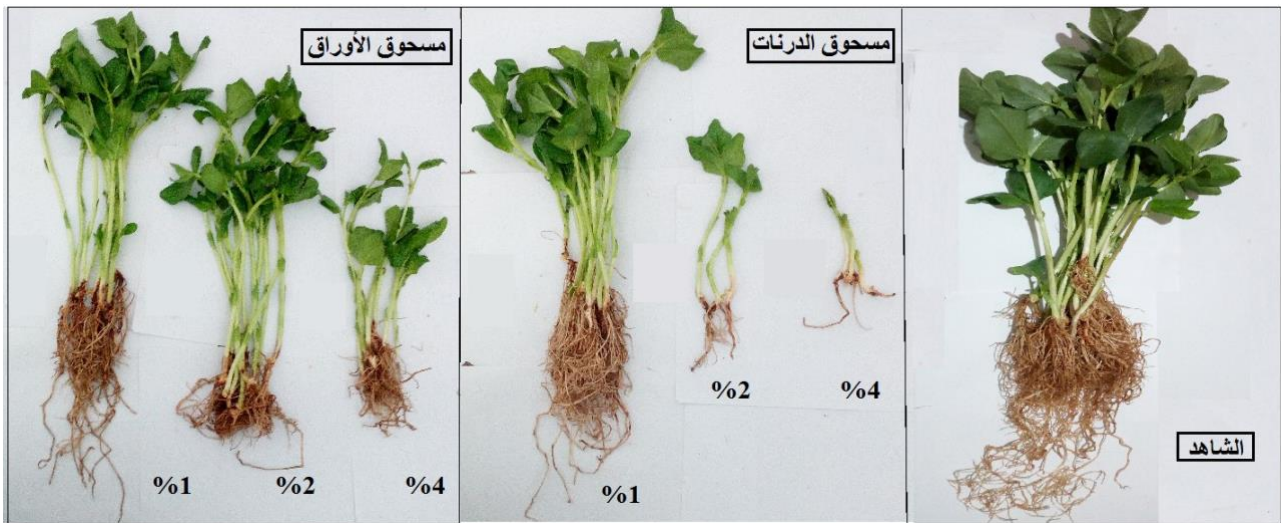 مسحوق الأوراق
%1
%2
%4
مسحوق الدرنات
%1
%2
%4
الشاهد